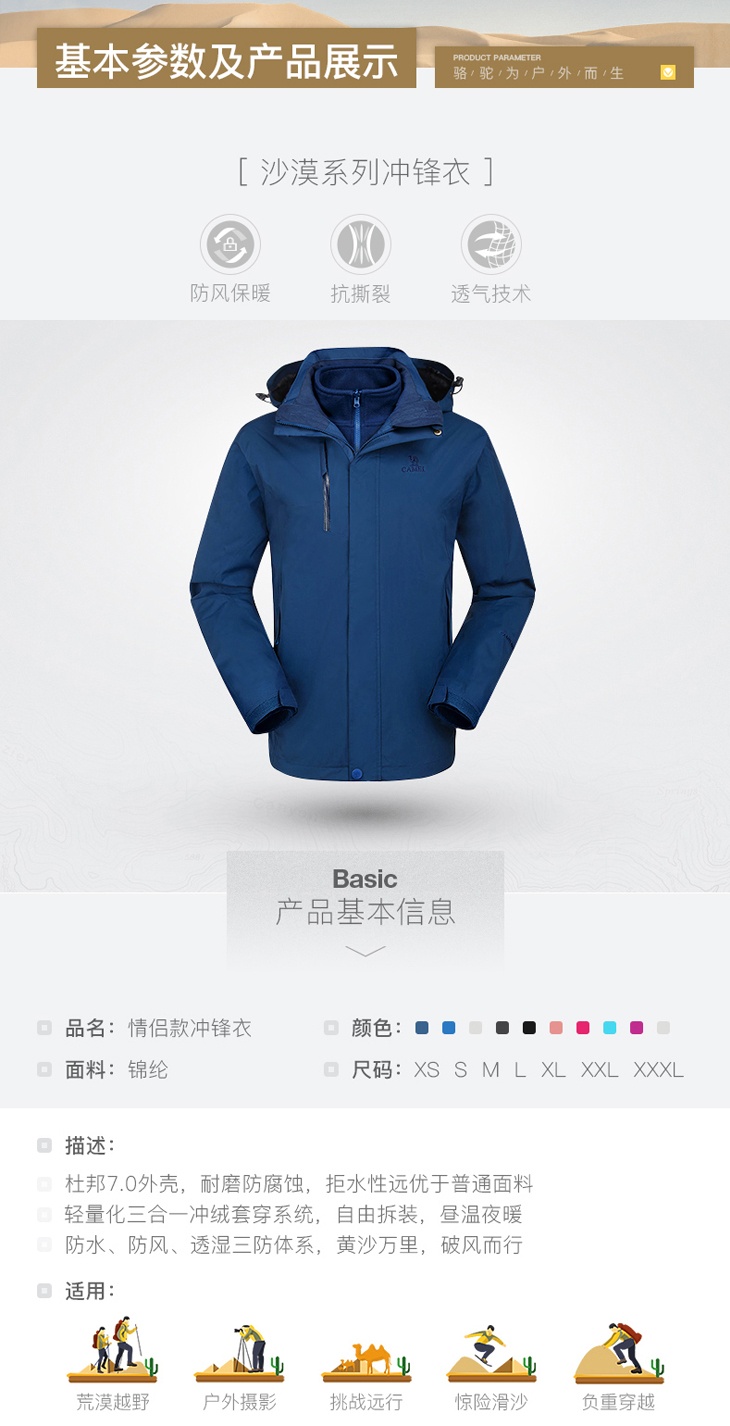 基本参数及产品展示
PRODUCT PARAMETER
骆/驼/为/户/外/而/生
[ 沙漠系列冲锋衣 ]
防风保暖 抗撕裂 透气技术
CAMEL
Basic
产品基本信息
品名：情侣款冲锋衣 颜色：
面料：锦纶 尺码：XS S M L XL XXL XXXL
描述：
杜邦7.0外壳，耐磨防腐蚀，拒水性远优于普通面料
轻量化三合一冲绒套穿系统，自由拆装，昼温夜暖
防水、防风、透湿三防体系，黄沙万里，破风而行
适用：
荒漠越野 户外摄影 挑战远行 惊险滑沙 负重穿越